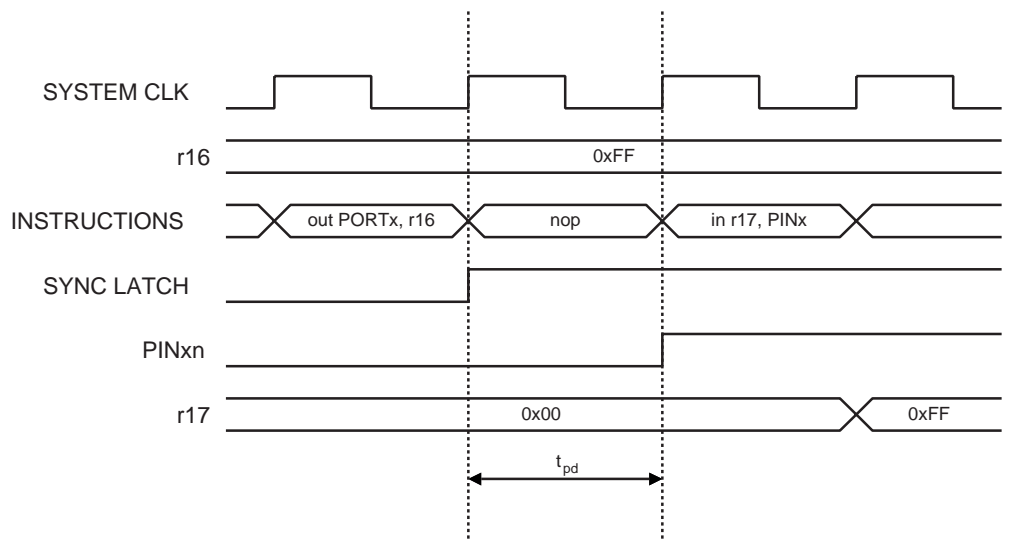 SYSTEM CLK
r16
0xFF
INSTRUCTIONS
out PORTx, r16
nop
in r17, PINx
SYNC LATCH
PINxn
r17
0x00
0xFF
tpd